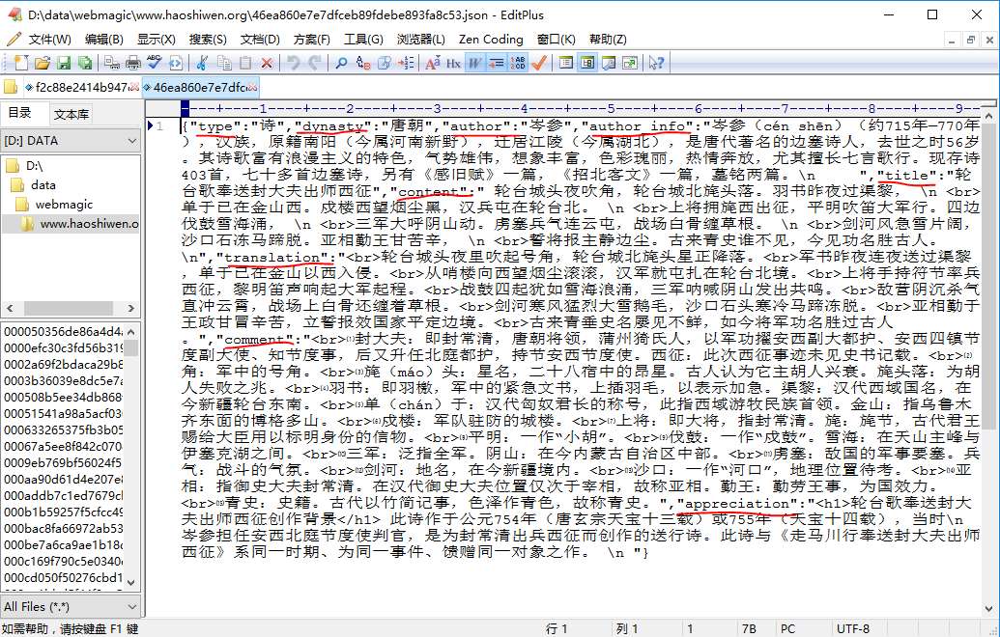 D:\data\webmagic\www.haoshiwen.org\46ea860e7e7dfceb89fdebe893fa8c53.json - EditPlus
文件(W) 编辑(B) 显示(X) 搜索(S) 文档(D) 方案(F) 工具(G) 浏览器(L) Zen Coding 窗口(K) 帮助(Z)
f2c88e2414b947 46ea860e7e7dfc
目录 文本库
[D:] DATA
D:\
data
webmagic
www.haoshiwen.o
000050356de86a4d4
0000efc30c3fd56b319
0002a69f2bdaca29b8
0003b36039e8dc5e7
000508b5ee34db868
00051541a98a5acf03
000633265375fb3b05
00067a5ee8f842c070
0009eb769bf56024f5
000aa90d61d4e207e
000addb7c1ed7679c
000b1b59257f5cfcc49
000bac8fa66972ab53
000be7a6ca9ae1b18
000c169f790c5e0340
000cd050f50276cbd1
All Files (*.*)
----+----1----+----2----+----3----+----4----+----5----+----6----+----7----+----8----+----9--
1 {"type":"诗","dynasty":"唐朝","author":"岑参","author_info":"岑参（cén shēn）（约715年—770年
），汉族，原籍南阳（今属河南新野），迁居江陵（今属湖北），是唐代著名的边塞诗人，去世之时56岁
。其诗歌富有浪漫主义的特色，气势雄伟，想象丰富，色彩瑰丽，热情奔放，尤其擅长七言歌行。现存诗
403首，七十多首边塞诗，另有《感旧赋》一篇，《招北客文》一篇，墓铭两篇。\n     ","title":"轮
台歌奉送封大夫出师西征","content":" 轮台城头夜吹角，轮台城北旄头落。羽书昨夜过渠黎， \n <br>
单于已在金山西。戍楼西望烟尘黑，汉兵屯在轮台北。 \n <br>上将拥旄西出征，平明吹笛大军行。四边
伐鼓雪海涌， \n <br>三军大呼阴山动。虏塞兵气连云屯，战场白骨缠草根。 \n <br>剑河风急雪片阔，
沙口石冻马蹄脱。亚相勤王甘苦辛， \n <br>誓将报主静边尘。古来青史谁不见，今见功名胜古人。
\n","translation":"<br>轮台城头夜里吹起号角，轮台城北旄头星正降落。<br>军书昨夜连夜送过渠黎
，单于已在金山以西入侵。<br>从哨楼向西望烟尘滚滚，汉军就屯扎在轮台北境。<br>上将手持符节率兵
西征，黎明笛声响起大军起程。<br>战鼓四起犹如雪海浪涌，三军呐喊阴山发出共鸣。<br>敌营阴沉杀气
直冲云霄，战场上白骨还缠着草根。<br>剑河寒风猛烈大雪鹅毛，沙口石头寒冷马蹄冻脱。<br>亚相勤于
王政甘冒辛苦，立誓报效国家平定边境。<br>古来青垂史名屡见不鲜，如今将军功名胜过古人
。","comment":"<br>⑴封大夫：即封常清，唐朝将领，蒲州猗氏人，以军功擢安西副大都护、安西四镇节
度副大使、知节度事，后又升任北庭都护，持节安西节度使。西征：此次西征事迹未见史书记载。<br>⑵
角：军中的号角。<br>⑶旄（máo）头：星名，二十八宿中的昴星。古人认为它主胡人兴衰。旄头落：为胡
人失败之兆。<br>⑷羽书：即羽檄，军中的紧急文书，上插羽毛，以表示加急。渠黎：汉代西域国名，在
今新疆轮台东南。<br>⑸单（chán）于：汉代匈奴君长的称号，此指西域游牧民族首领。金山：指乌鲁木
齐东面的博格多山。<br>⑹戍楼：军队驻防的城楼。<br>⑺上将：即大将，指封常清。旄：旄节，古代君王
赐给大臣用以标明身份的信物。<br>⑻平明：一作“小胡”。<br>⑼伐鼓：一作“戍鼓”。雪海：在天山主峰与
伊塞克湖之间。<br>⑽三军：泛指全军。阴山：在今内蒙古自治区中部。<br>⑾虏塞：敌国的军事要塞。兵
气：战斗的气氛。<br>⑿剑河：地名，在今新疆境内。<br>⒀沙口：一作“河口”，地理位置待考。<br>⒁亚
相：指御史大夫封常清。在汉代御史大夫位置仅次于宰相，故称亚相。勤王：勤劳王事，为国效力。
<br>⒂青史：史籍。古代以竹简记事，色泽作青色，故称青史。","appreciation":"<h1>轮台歌奉送封大
夫出师西征创作背景</h1> 此诗作于公元754年（唐玄宗天宝十三载）或755年（天宝十四载），当时\n
岑参担任安西北庭节度使判官，是为封常清出兵西征而创作的送行诗。此诗与《走马川行奉送封大夫出师
西征》系同一时期、为同一事件、馈赠同一对象之作。 \n "}
如需帮助，请按键盘 F1 键 行 1 列 1 1 7B PC UTF-8